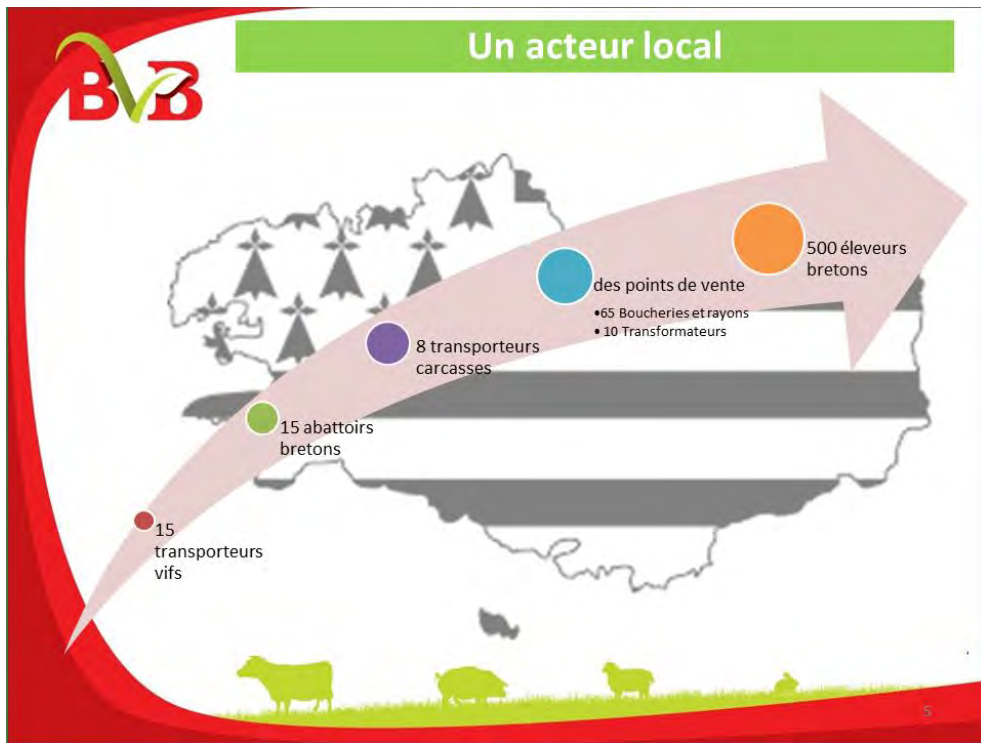 Un acteur local
BVB
500 éleveurs
bretons
des points de vente
•65 Boucheries et rayons
• 10 Transformateurs
8 transporteurs
carcasses
15 abattoirs
bretons
15
transporteurs
vifs
5